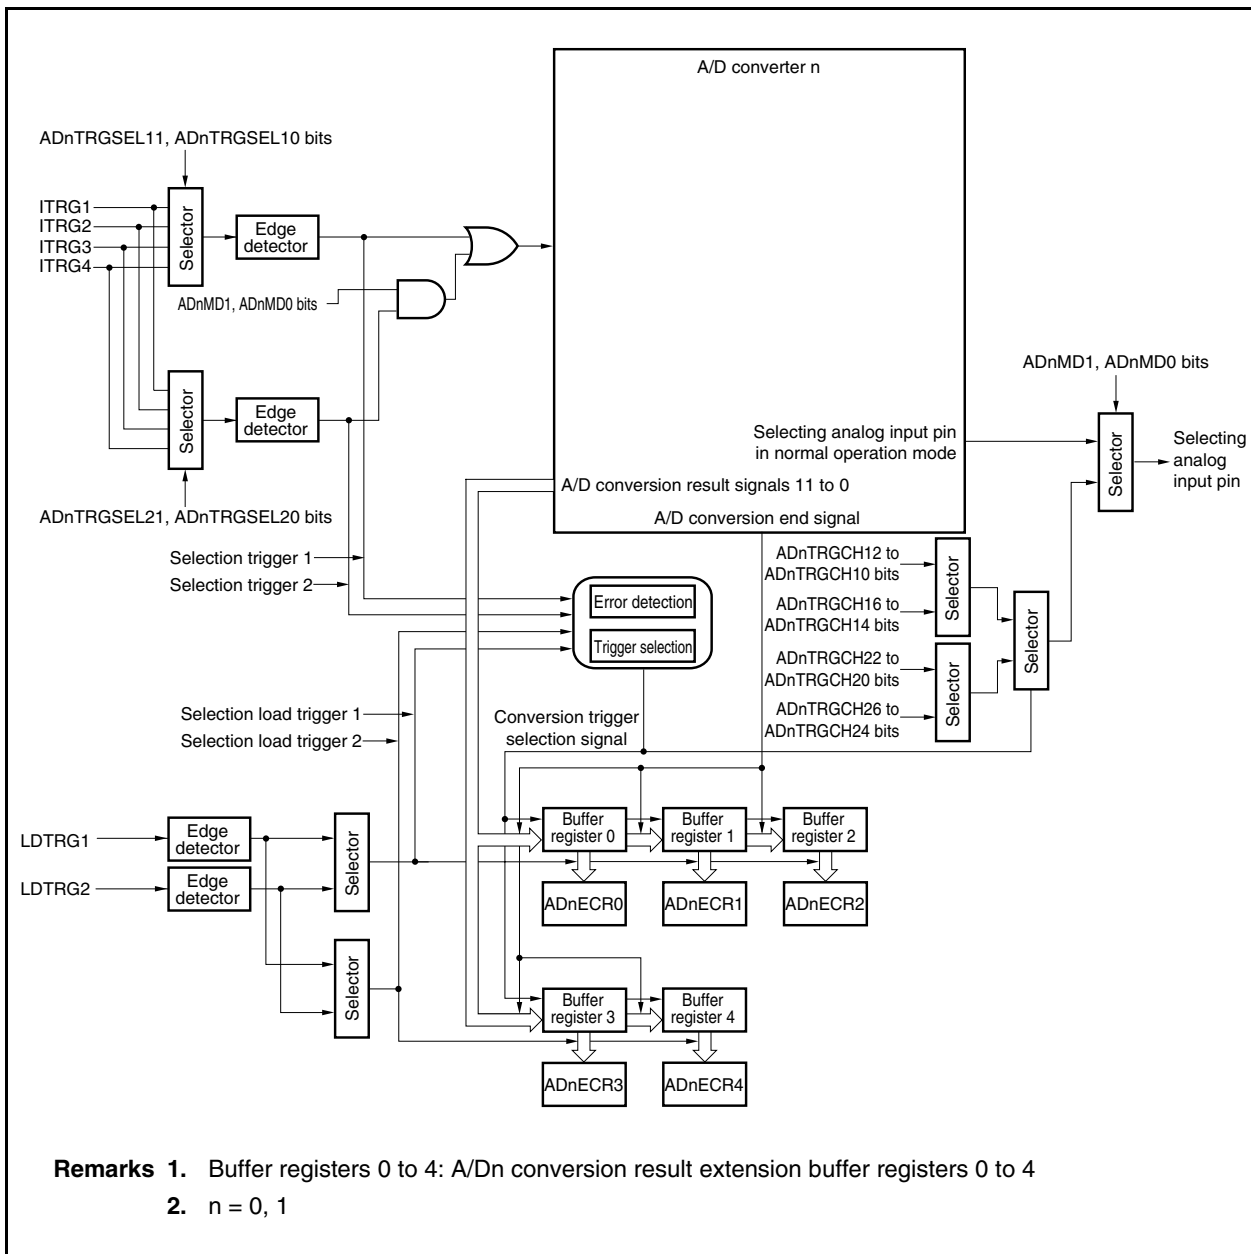 A/D converter n
ADnTRGSEL11, ADnTRGSEL10 bits
ITRG1
ITRG2
ITRG3
ITRG4
Selector
Edge
detector
ADnMD1, ADnMD0 bits
Selector
Edge
detector
ADnTRGSEL21, ADnTRGSEL20 bits
Selecting analog input pin
in normal operation mode
A/D conversion result signals 11 to 0
A/D conversion end signal
ADnMD1, ADnMD0 bits
Selector
Selecting
analog
input pin
Selection trigger 1
Selection trigger 2
Error detection
Trigger selection
ADnTRGCH12 to
ADnTRGCH10 bits
ADnTRGCH16 to
ADnTRGCH14 bits
Selector
ADnTRGCH22 to
ADnTRGCH20 bits
ADnTRGCH26 to
ADnTRGCH24 bits
Selector
Selector
Selection load trigger 1
Selection load trigger 2
Conversion trigger
selection signal
LDTRG1
Edge
detector
LDTRG2
Edge
detector
Selector
Selector
Buffer
register 0
Buffer
register 1
Buffer
register 2
ADnECR0
ADnECR1
ADnECR2
Buffer
register 3
Buffer
register 4
ADnECR3
ADnECR4
Remarks 1. Buffer registers 0 to 4: A/Dn conversion result extension buffer registers 0 to 4
2. n = 0, 1